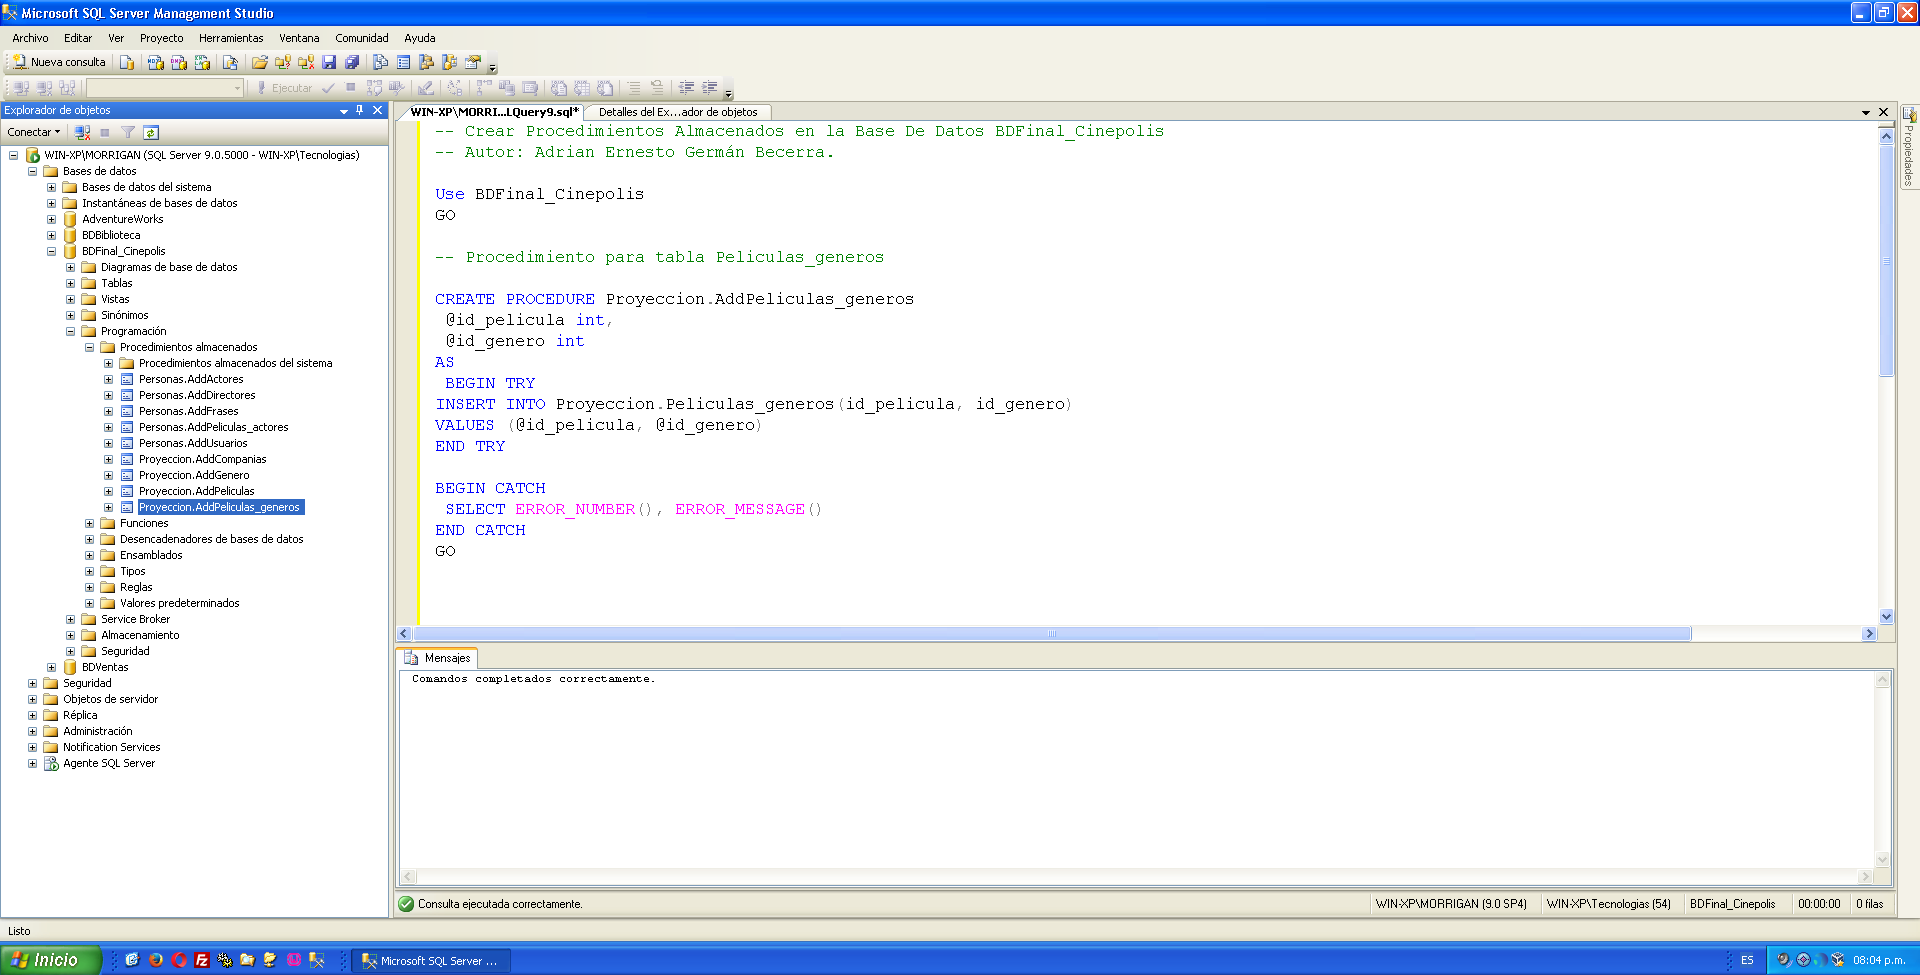 Microsoft SQL Server Management Studio
Archivo Editar Ver Proyecto Herramientas Ventana Comunidad Ayuda
Nueva consulta
Ejecutar
Explorador de objetos
Conectar
WIN-XP\MORRIGAN (SQL Server 9.0.5000 - WIN-XP\Tecnologias)
Bases de datos
Bases de datos del sistema
Instantáneas de bases de datos
AdventureWorks
BDBiblioteca
BDFinal_Cinepolis
Diagramas de base de datos
Tablas
Vistas
Sinónimos
Programación
Procedimientos almacenados
Procedimientos almacenados del sistema
Personas.AddActores
Personas.AddDirectores
Personas.AddFrases
Personas.AddPeliculas_actores
Personas.AddUsuarios
Proyeccion.AddCompanias
Proyeccion.AddGenero
Proyeccion.AddPeliculas
Proyeccion.AddPeliculas_generos
Funciones
Desencadenadores de bases de datos
Ensamblados
Tipos
Reglas
Valores predeterminados
Service Broker
Almacenamiento
Seguridad
BDVentas
Seguridad
Objetos de servidor
Réplica
Administración
Notification Services
Agente SQL Server
WIN-XP\MORRI...LQuery9.sql* Detalles del Ex...ador de objetos
-- Crear Procedimientos Almacenados en la Base De Datos BDFinal_Cinepolis
-- Autor: Adrian Ernesto Germán Becerra.
Use BDFinal_Cinepolis
GO
-- Procedimiento para tabla Peliculas_generos
CREATE PROCEDURE Proyeccion.AddPeliculas_generos
@id_pelicula int,
@id_genero int
AS
BEGIN TRY
INSERT INTO Proyeccion.Peliculas_generos(id_pelicula, id_genero)
VALUES (@id_pelicula, @id_genero)
END TRY
BEGIN CATCH
SELECT ERROR_NUMBER(), ERROR_MESSAGE()
END CATCH
GO
Propiedades
Mensajes
Comandos completados correctamente.
Consulta ejecutada correctamente. WIN-XP\MORRIGAN (9.0 SP4) WIN-XP\Tecnologias (54) BDFinal_Cinepolis 00:00:00 0 filas
Listo
Inicio Microsoft SQL Server ... ES 08:04 p.m.